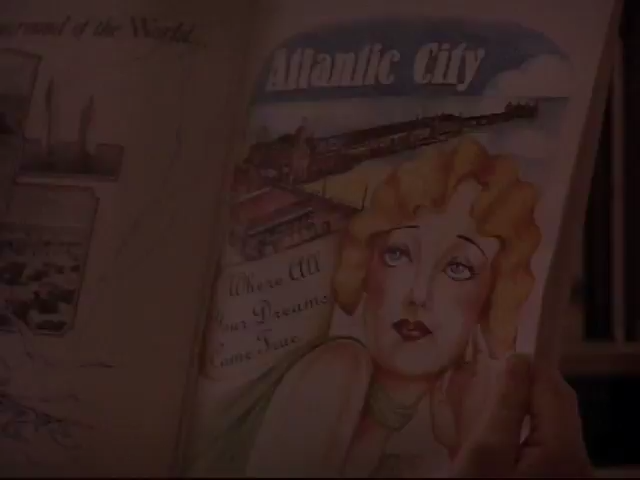 of the World...
Atlantic City
Where All
Your Dreams
Come True.